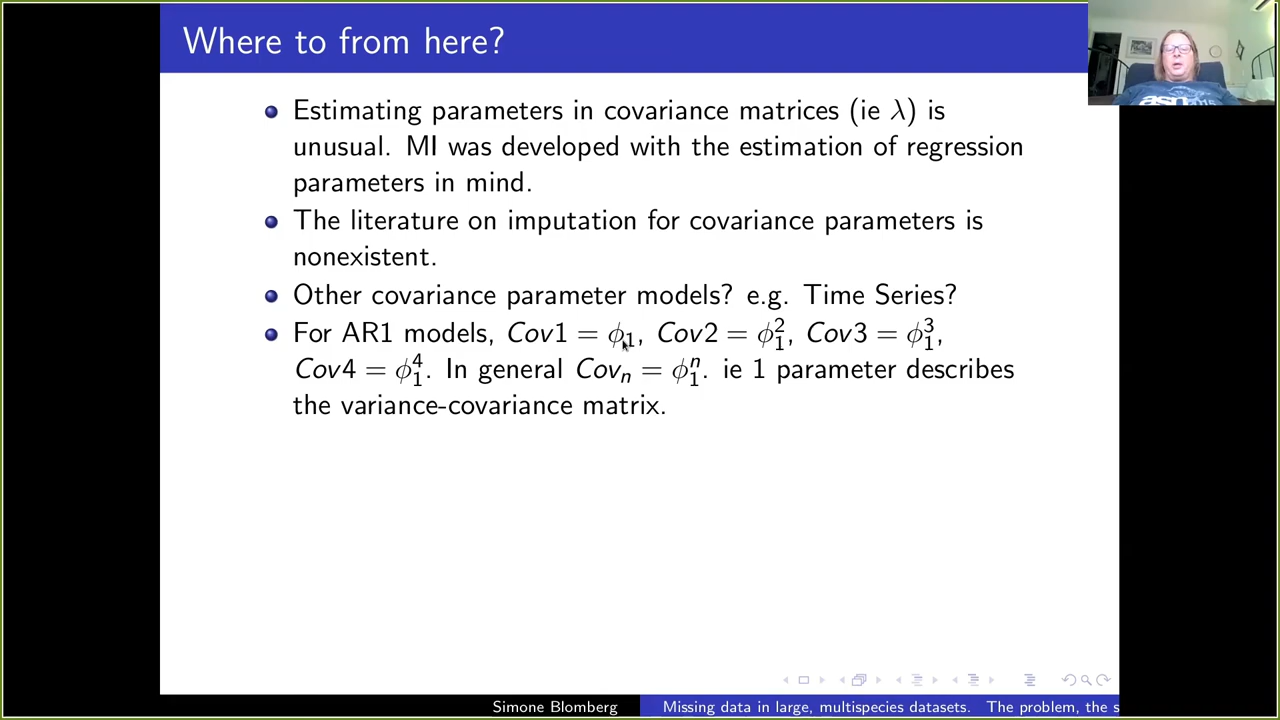 Where to from here?
Estimating parameters in covariance matrices (ie λ) is
unusual. MI was developed with the estimation of regression
parameters in mind.
The literature on imputation for covariance parameters is
nonexistent.
Other covariance parameter models? e.g. Time Series?
For AR1 models, Cov1 = ϕ₁, Cov2 = ϕ₁², Cov3 = ϕ₁³,
Cov4 = ϕ₁⁴. In general Covₙ = ϕ₁ⁿ. ie 1 parameter describes
the variance-covariance matrix.
Simone Blomberg
Missing data in large, multispecies datasets. The problem, the s